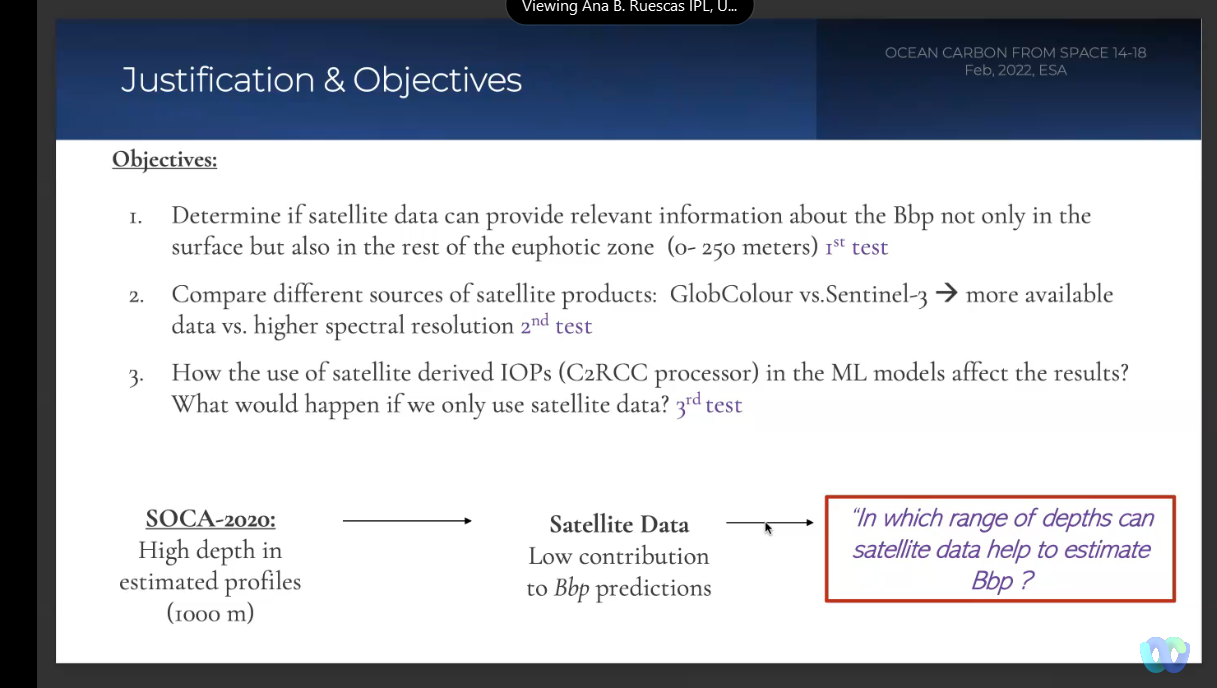 Viewing Ana B. Ruescas IPL, U...
Justification & Objectives
OCEAN CARBON FROM SPACE 14-18
Feb, 2022, ESA
Objectives:
1. Determine if satellite data can provide relevant information about the Bbp not only in the
surface but also in the rest of the euphotic zone (0- 250 meters) 1st test
2. Compare different sources of satellite products: GlobColour vs.Sentinel-3 → more available
data vs. higher spectral resolution 2nd test
3. How the use of satellite derived IOPs (C2RCC processor) in the ML models affect the results?
What would happen if we only use satellite data? 3rd test
SOCA-2020:
High depth in
estimated profiles
(1000 m)
Satellite Data
Low contribution
to Bbp predictions
"In which range of depths can
satellite data help to estimate
Bbp ?